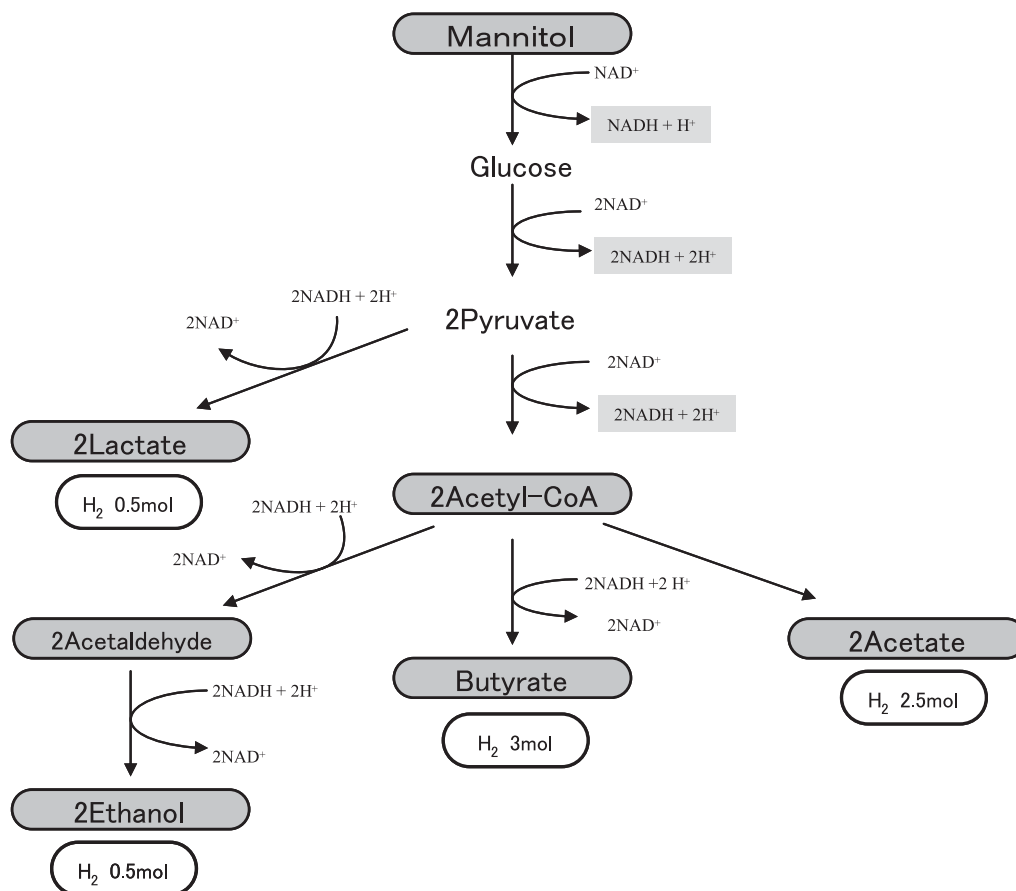 Mannitol
NAD⁺
NADH + H⁺
Glucose
2NAD⁺
2NADH + 2H⁺
2NADH + 2H⁺
2NAD⁺
2Pyruvate
2NAD⁺
2NADH + 2H⁺
2Lactate
H₂ 0.5mol
2Acetyl-CoA
2NADH + 2H⁺
2NAD⁺
2NADH +2 H⁺
2NAD⁺
2Acetaldehyde
2Acetate
Butyrate
H₂ 2.5mol
2NADH + 2H⁺
H₂ 3mol
2NAD⁺
2Ethanol
H₂ 0.5mol